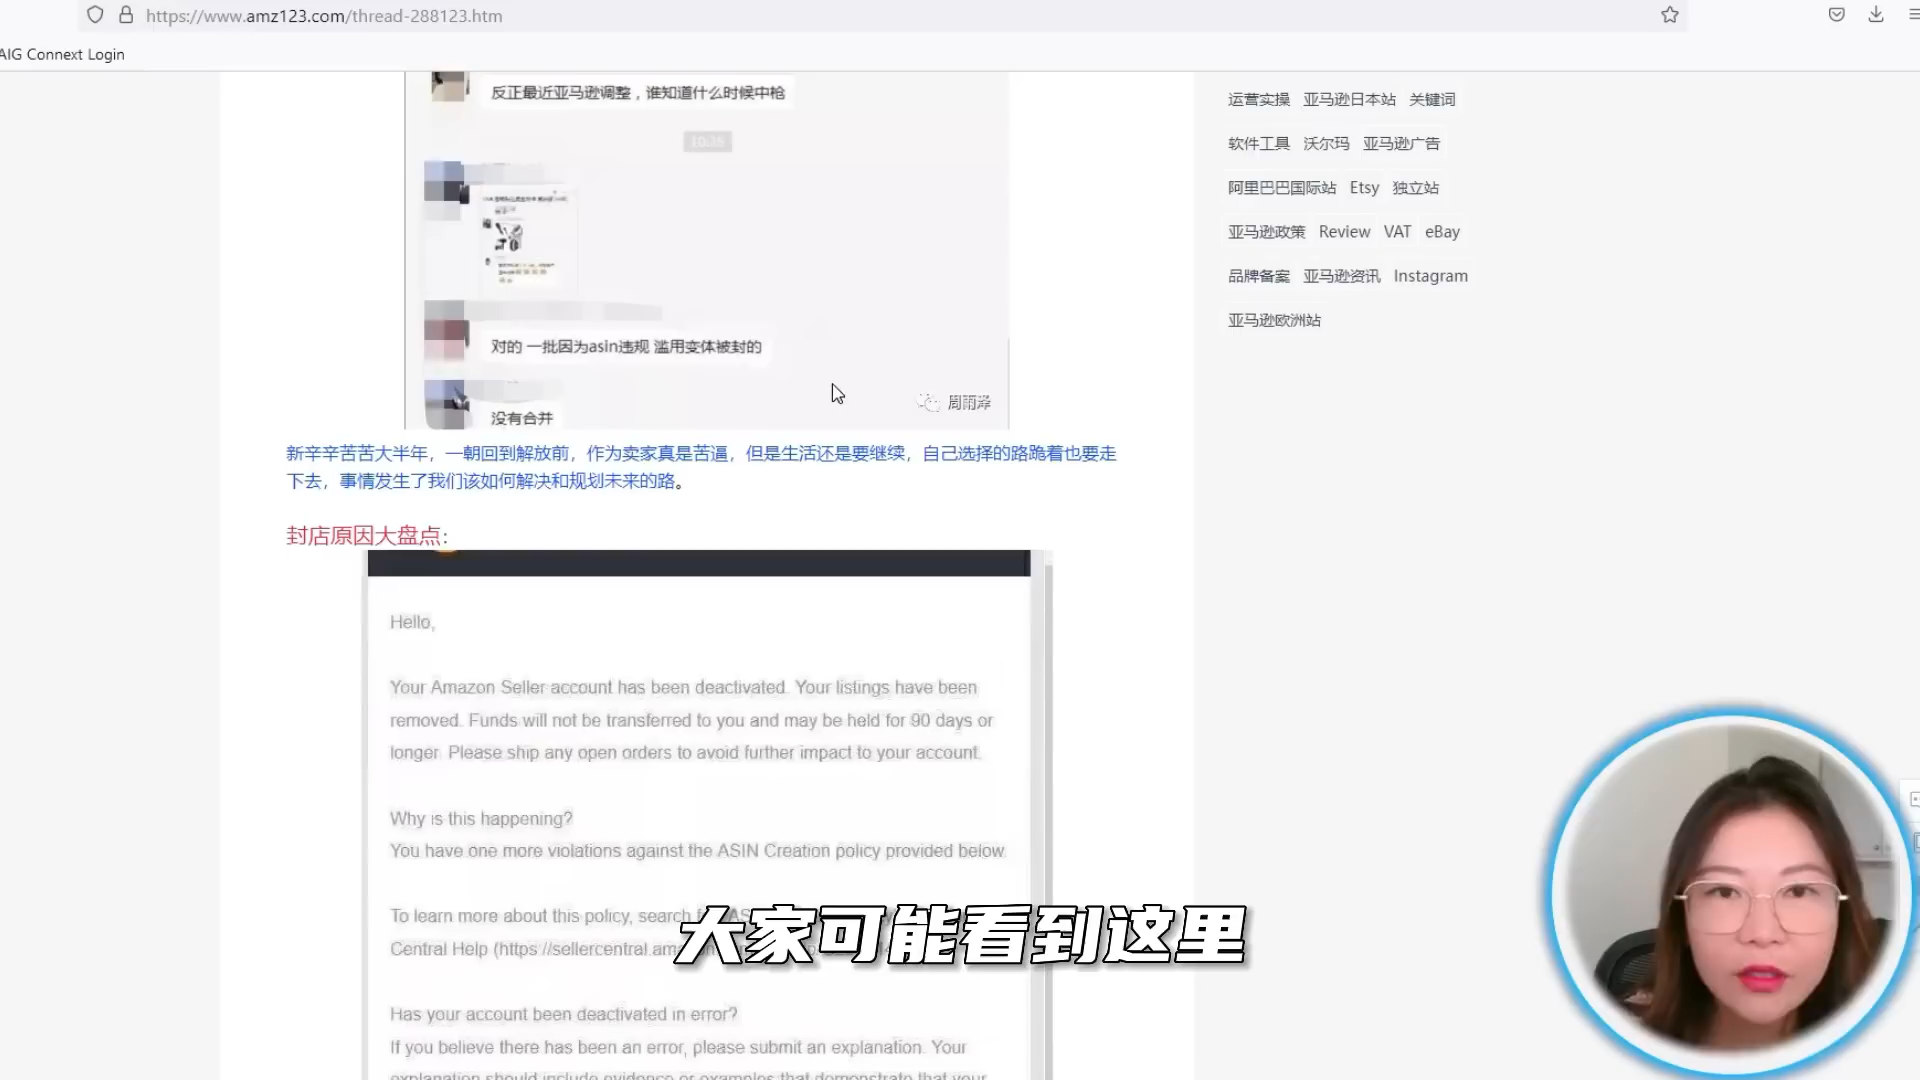 https://www.amz123.com/thread-288123.htm
AIG Connext Login
反正最近亚马逊调整，谁知道什么时候中枪
对的 一批因为asin违规 滥用变体被封的
没有合并
周雨泽
新辛辛苦苦大半年，一朝回到解放前，作为卖家真是苦逼，但是生活还是要继续，自己选择的路跪着也要走
下去，事情发生了我们该如何解决和规划未来的路。
封店原因大盘点：
Hello,
Your Amazon Seller account has been deactivated. Your listings have been
removed. Funds will not be transferred to you and may be held for 90 days or
longer. Please ship any open orders to avoid further impact to your account.
Why is this happening?
You have one more violations against the ASIN Creation policy provided below.
To learn more about this policy, search
Central Help (https://sellercentral.ama
Has your account been deactivated in error?
If you believe there has been an error, please submit an explanation. Your
explanation should include evidence or examples that demonstrate that your
运营实操 亚马逊日本站 关键词
软件工具 沃尔玛 亚马逊广告
阿里巴巴国际站 Etsy 独立站
亚马逊政策 Review VAT eBay
品牌备案 亚马逊资讯 Instagram
亚马逊欧洲站
大家可能看到这里